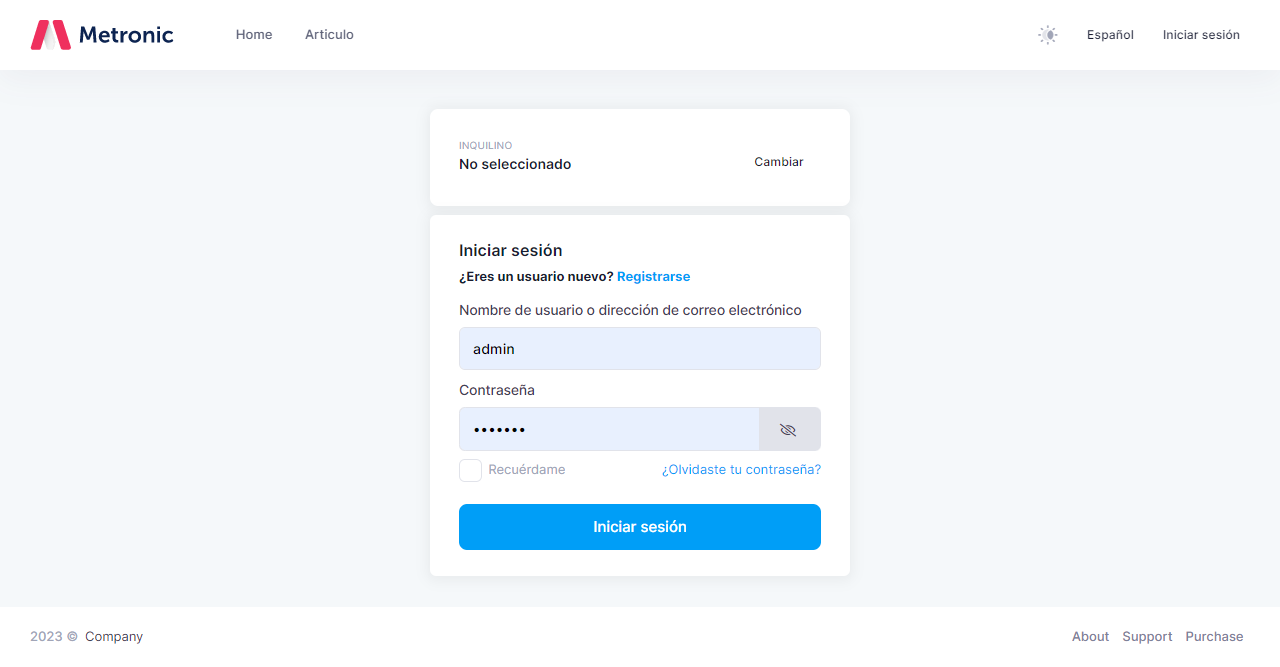 Metronic
Home Articulo
Español Iniciar sesión
INQUILINO
No seleccionado
Cambiar
Iniciar sesión
¿Eres un usuario nuevo? Registrarse
Nombre de usuario o dirección de correo electrónico
admin
Contraseña
•••••••
Recuérdame ¿Olvidaste tu contraseña?
Iniciar sesión
2023 © Company
About Support Purchase